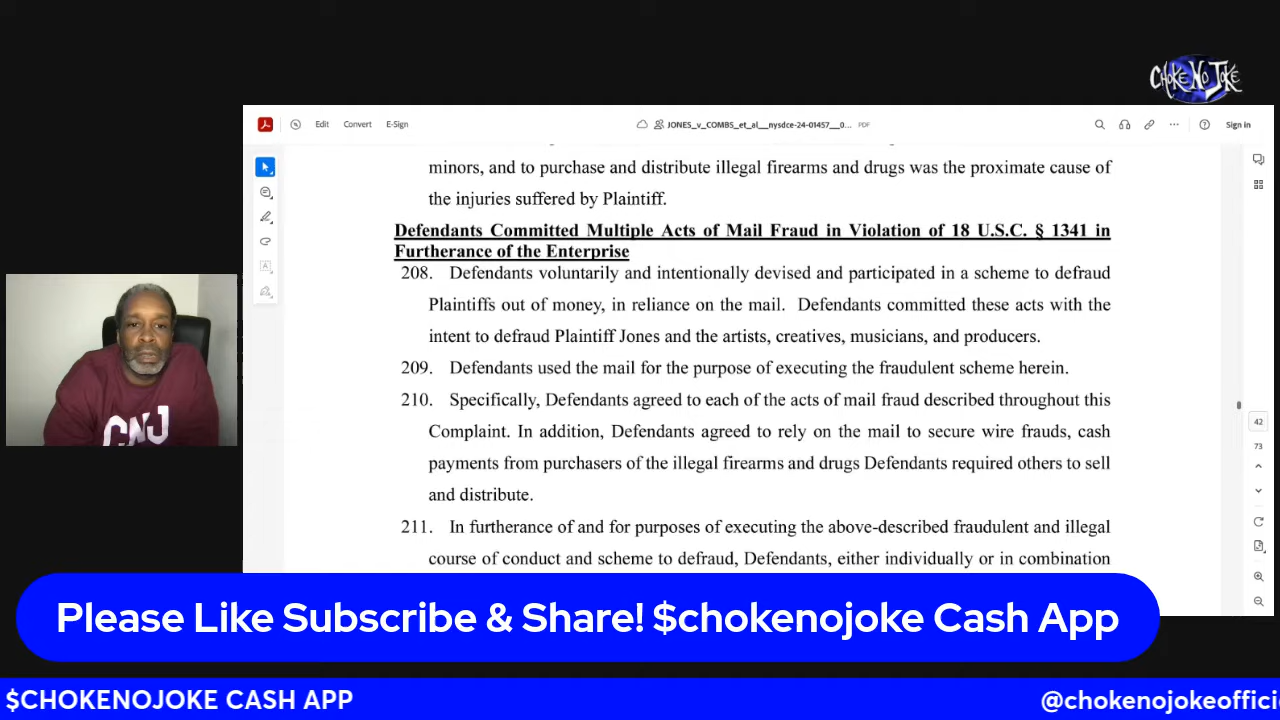 CHOKE NO JOKE
Edit Convert E-Sign
JONES_v_COMBS_et_al__nysdce-24-01457__0... PDF
Sign in
minors, and to purchase and distribute illegal firearms and drugs was the proximate cause of
the injuries suffered by Plaintiff.
Defendants Committed Multiple Acts of Mail Fraud in Violation of 18 U.S.C. § 1341 in
Furtherance of the Enterprise
208. Defendants voluntarily and intentionally devised and participated in a scheme to defraud
Plaintiffs out of money, in reliance on the mail. Defendants committed these acts with the
intent to defraud Plaintiff Jones and the artists, creatives, musicians, and producers.
209. Defendants used the mail for the purpose of executing the fraudulent scheme herein.
210. Specifically, Defendants agreed to each of the acts of mail fraud described throughout this
Complaint. In addition, Defendants agreed to rely on the mail to secure wire frauds, cash
payments from purchasers of the illegal firearms and drugs Defendants required others to sell
and distribute.
211. In furtherance of and for purposes of executing the above-described fraudulent and illegal
course of conduct and scheme to defraud, Defendants, either individually or in combination
42
73
CNJ
Please Like Subscribe & Share! $chokenojoke Cash App
$CHOKENOJOKE CASH APP
@chokenojokeoffici